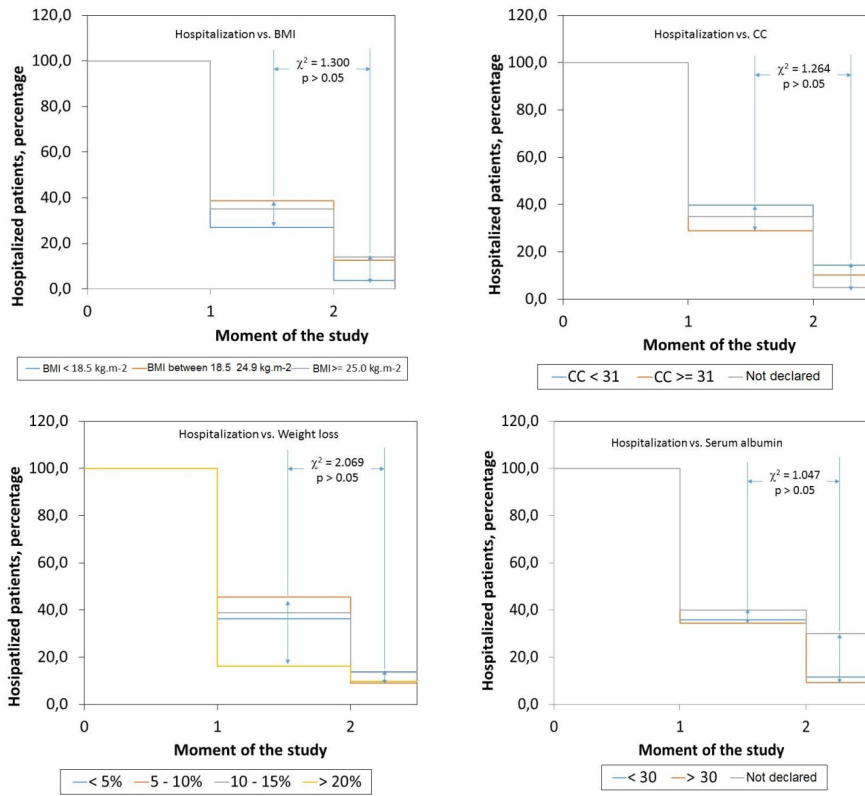 Hospitalization vs. BMI
χ² = 1.300
p > 0.05
Hospitalized patients, percentage
120,0
100,0
80,0
60,0
40,0
20,0
0,0
0
1
2
Moment of the study
BMI < 18.5 kg.m-2
BMI between 18.5 24.9 kg.m-2
BMI>= 25.0 kg.m-2
Hospitalization vs. CC
χ² = 1.264
p > 0.05
Hospitalized patients, percentage
120,0
100,0
80,0
60,0
40,0
20,0
0,0
0
1
2
Moment of the study
CC < 31
CC >= 31
Not declared
Hospitalization vs. Weight loss
χ² = 2.069
p > 0.05
Hosipatlized patients, percentage
120,0
100,0
80,0
60,0
40,0
20,0
0,0
0
1
2
Moment of the study
< 5%
5 - 10%
10 - 15%
> 20%
Hospitalization vs. Serum albumin
χ² = 1.047
p > 0.05
Hospitalized patients, percentage
120,0
100,0
80,0
60,0
40,0
20,0
0,0
0
1
2
Moment of the study
< 30
> 30
Not declared